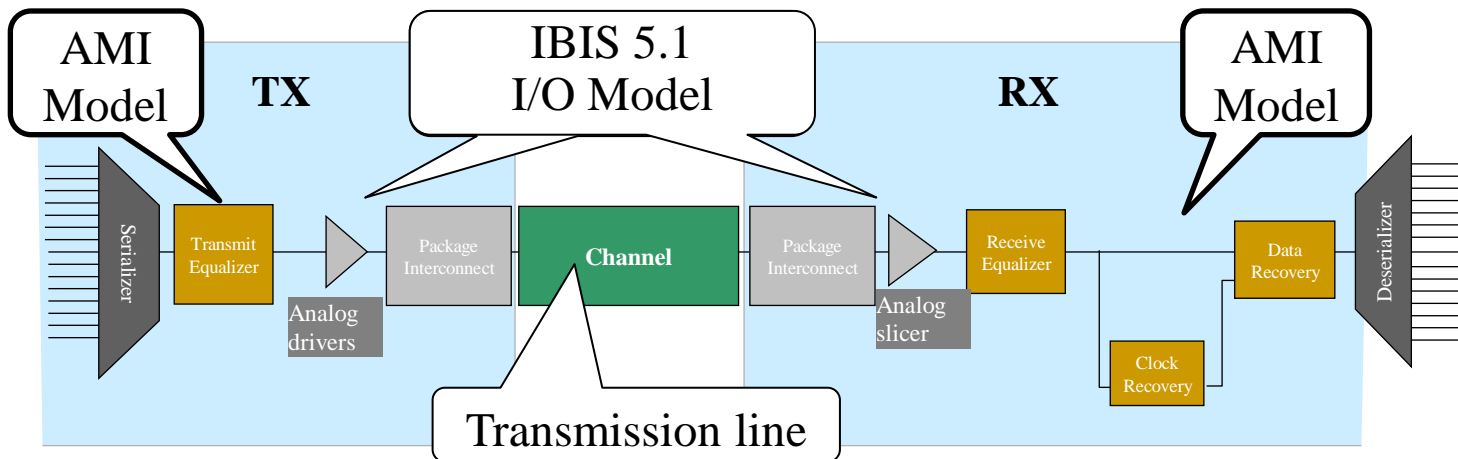 AMI
Model
TX
IBIS 5.1
I/O Model
RX
AMI
Model
Serializer
Transmit
Equalizer
Analog
drivers
Package
Interconnect
Channel
Package
Interconnect
Analog
slicer
Receive
Equalizer
Clock
Recovery
Data
Recovery
Deserializer
Transmission line